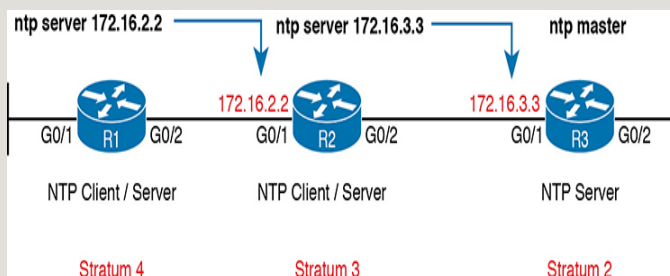 ntp server 172.16.2.2 ntp server 172.16.3.3 ntp master
172.16.2.2 172.16.3.3
G0/1 R1 G0/2 G0/1 R2 G0/2 G0/1 R3 G0/2
NTP Client / Server NTP Client / Server NTP Server
Stratum 4 Stratum 3 Stratum 2